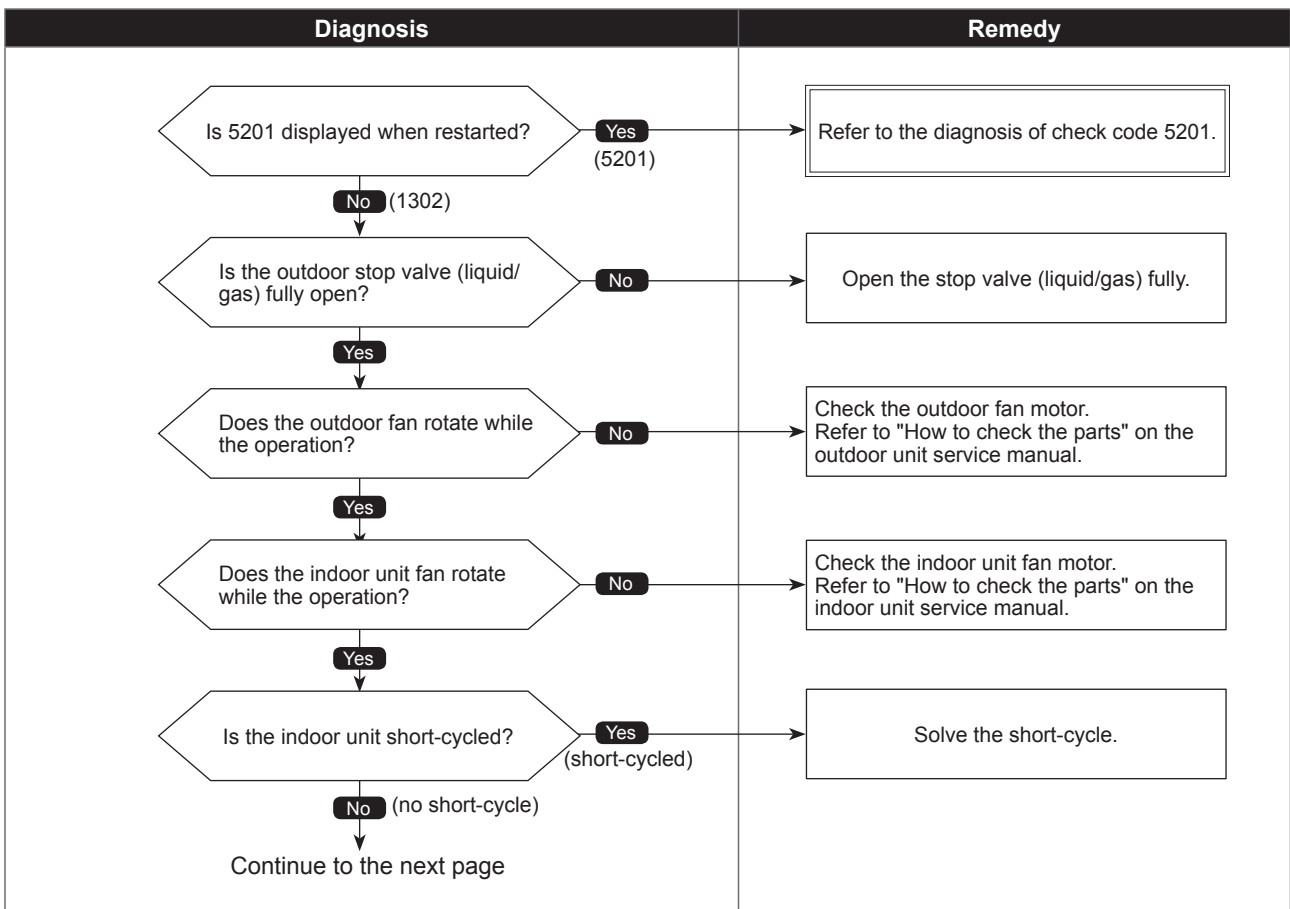 Diagnosis
Remedy
Is 5201 displayed when restarted?
Yes
(5201)
Refer to the diagnosis of check code 5201.
No (1302)
Is the outdoor stop valve (liquid/
gas) fully open?
No
Open the stop valve (liquid/gas) fully.
Yes
Does the outdoor fan rotate while
the operation?
No
Check the outdoor fan motor.
Refer to "How to check the parts" on the
outdoor unit service manual.
Yes
Does the indoor unit fan rotate
while the operation?
No
Check the indoor unit fan motor.
Refer to "How to check the parts" on the
indoor unit service manual.
Yes
Is the indoor unit short-cycled?
Yes
(short-cycled)
Solve the short-cycle.
No (no short-cycle)
Continue to the next page